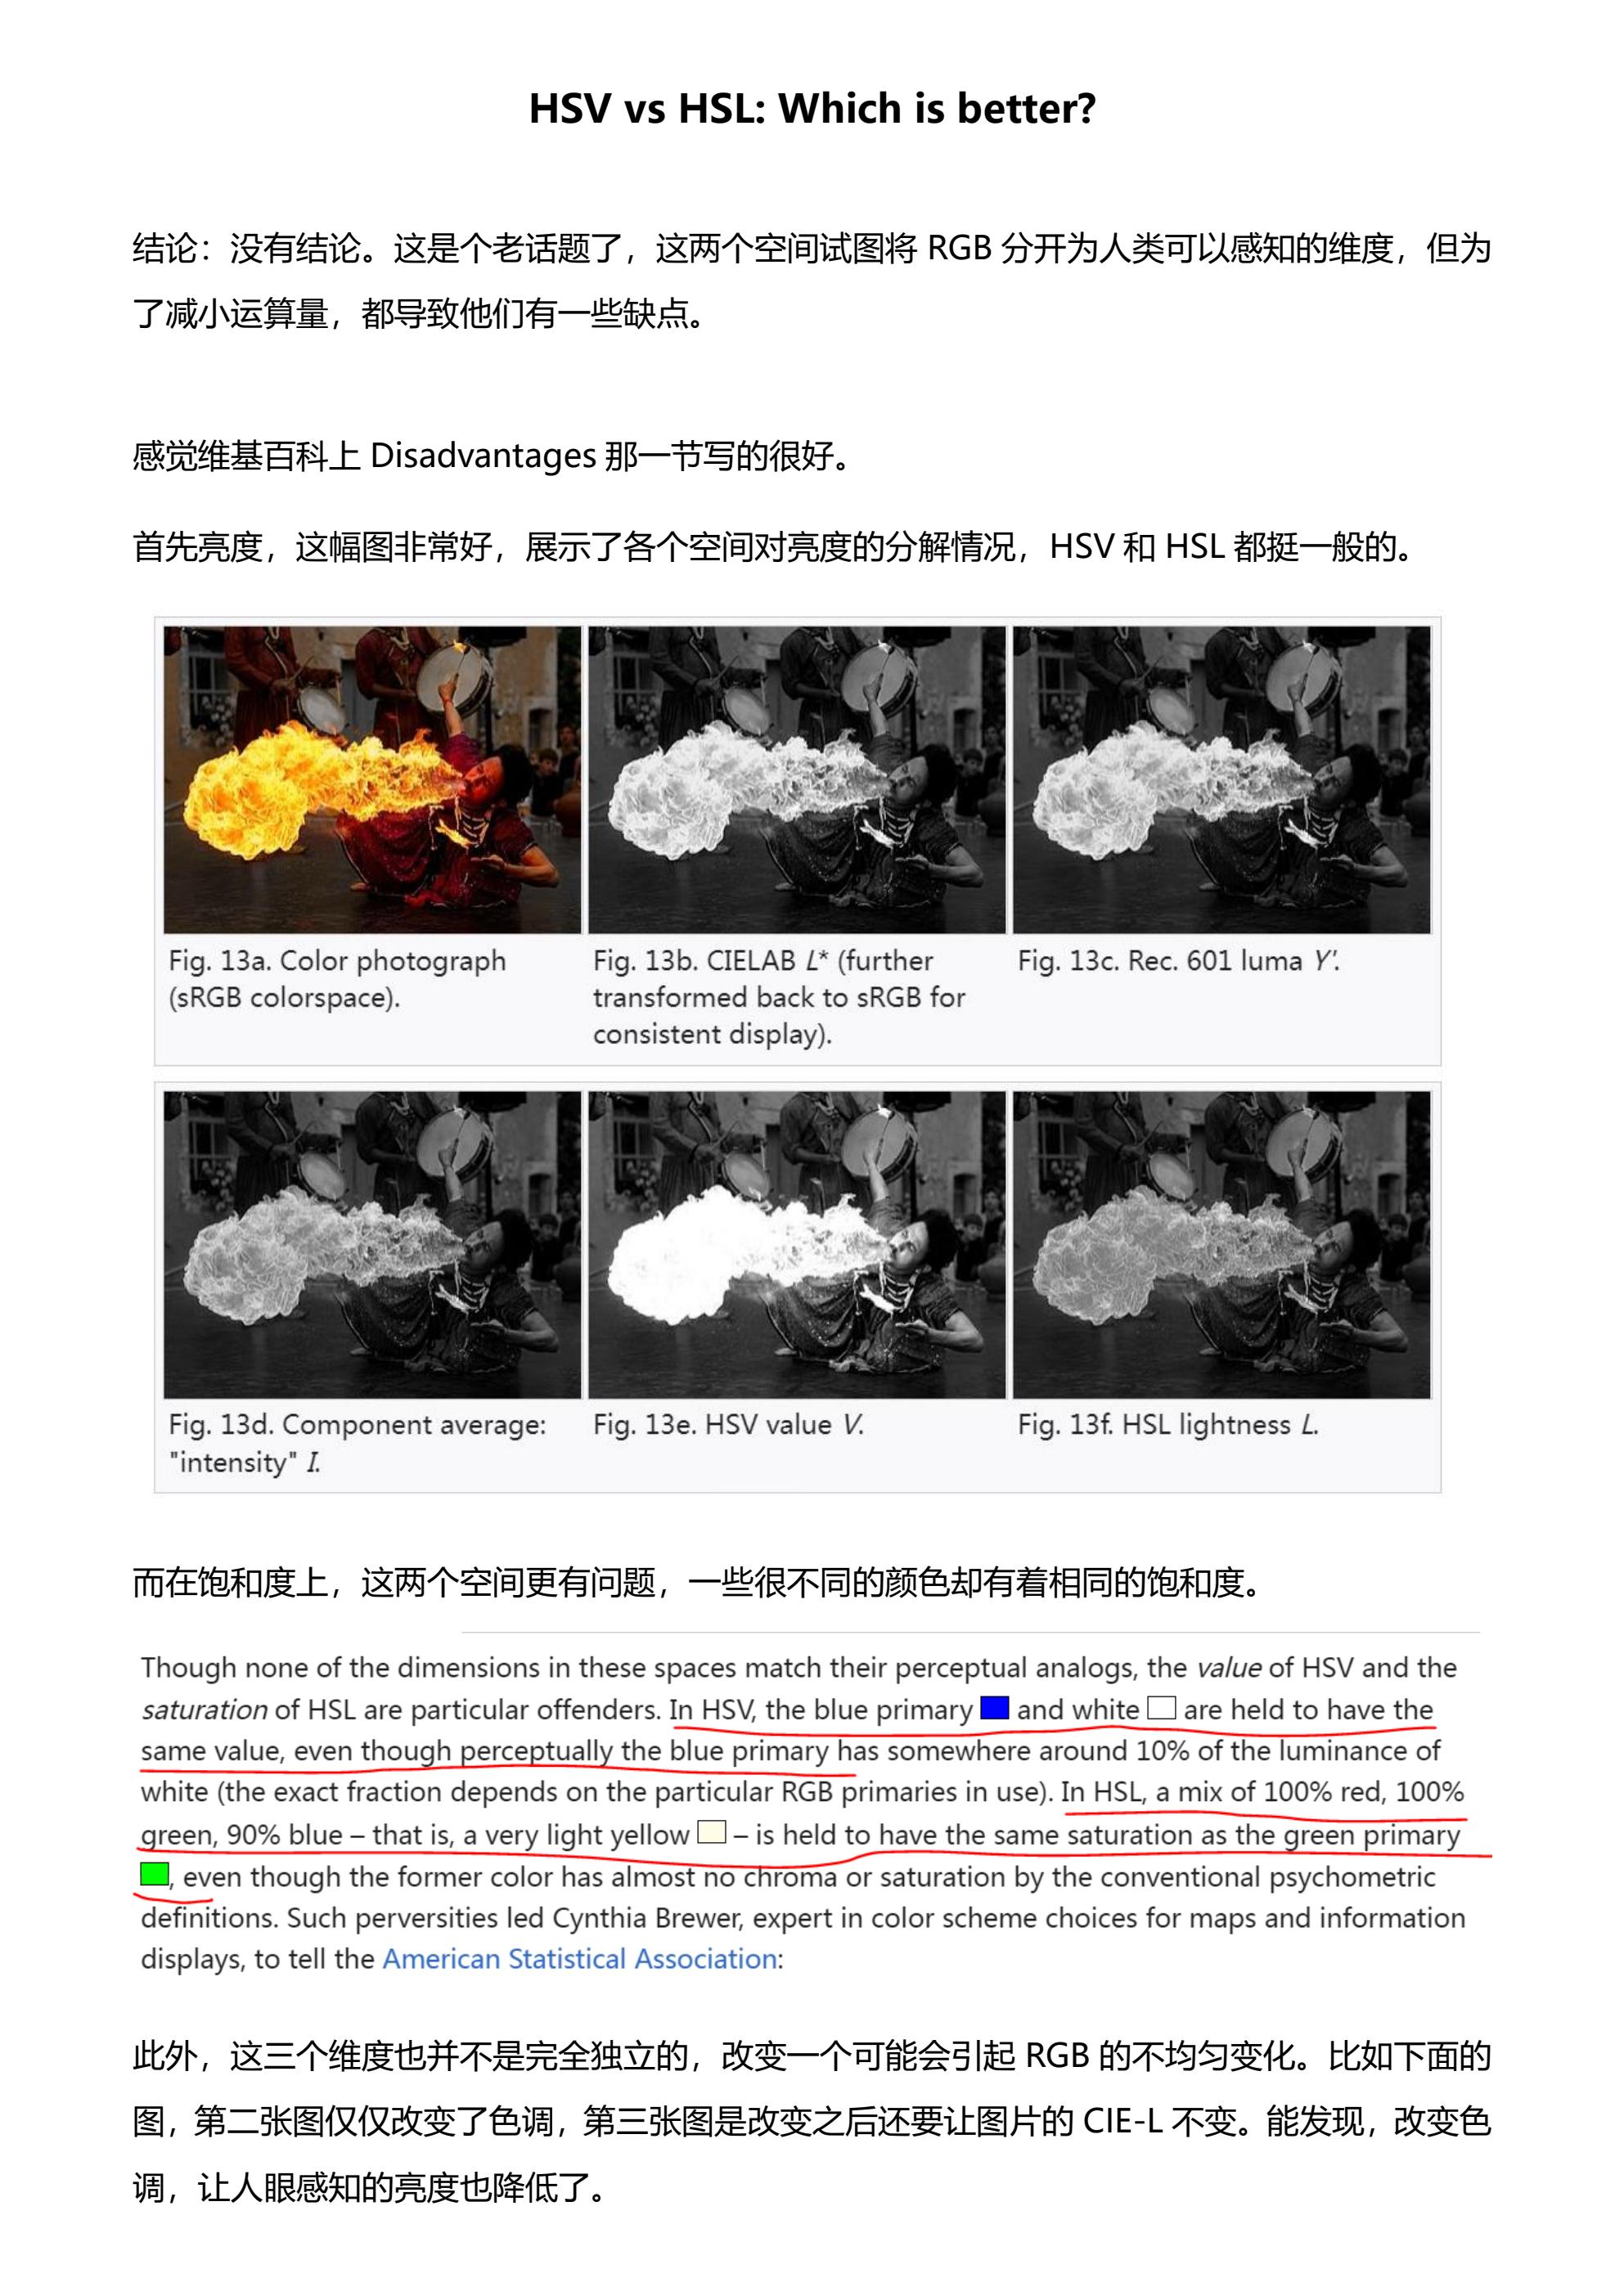 HSV vs HSL: Which is better?
结论：没有结论。这是个老话题了，这两个空间试图将 RGB 分开为人类可以感知的维度，但为
了减小运算量，都导致他们有一些缺点。
感觉维基百科上 Disadvantages 那一节写的很好。
首先亮度，这幅图非常好，展示了各个空间对亮度的分解情况，HSV 和 HSL 都挺一般的。
Fig. 13a. Color photograph
(sRGB colorspace).
Fig. 13b. CIELAB L* (further
transformed back to sRGB for
consistent display).
Fig. 13c. Rec. 601 luma Y′.
Fig. 13d. Component average:
"intensity" I.
Fig. 13e. HSV value V.
Fig. 13f. HSL lightness L.
而在饱和度上，这两个空间更有问题，一些很不同的颜色却有着相同的饱和度。
Though none of the dimensions in these spaces match their perceptual analogs, the value of HSV and the
saturation of HSL are particular offenders. In HSV, the blue primary and white are held to have the
same value, even though perceptually the blue primary has somewhere around 10% of the luminance of
white (the exact fraction depends on the particular RGB primaries in use). In HSL, a mix of 100% red, 100%
green, 90% blue – that is, a very light yellow – is held to have the same saturation as the green primary
, even though the former color has almost no chroma or saturation by the conventional psychometric
definitions. Such perversities led Cynthia Brewer, expert in color scheme choices for maps and information
displays, to tell the American Statistical Association:
此外，这三个维度也并不是完全独立的，改变一个可能会引起 RGB 的不均匀变化。比如下面的
图，第二张图仅仅改变了色调，第三张图是改变之后还要让图片的 CIE-L 不变。能发现，改变色
调，让人眼感知的亮度也降低了。